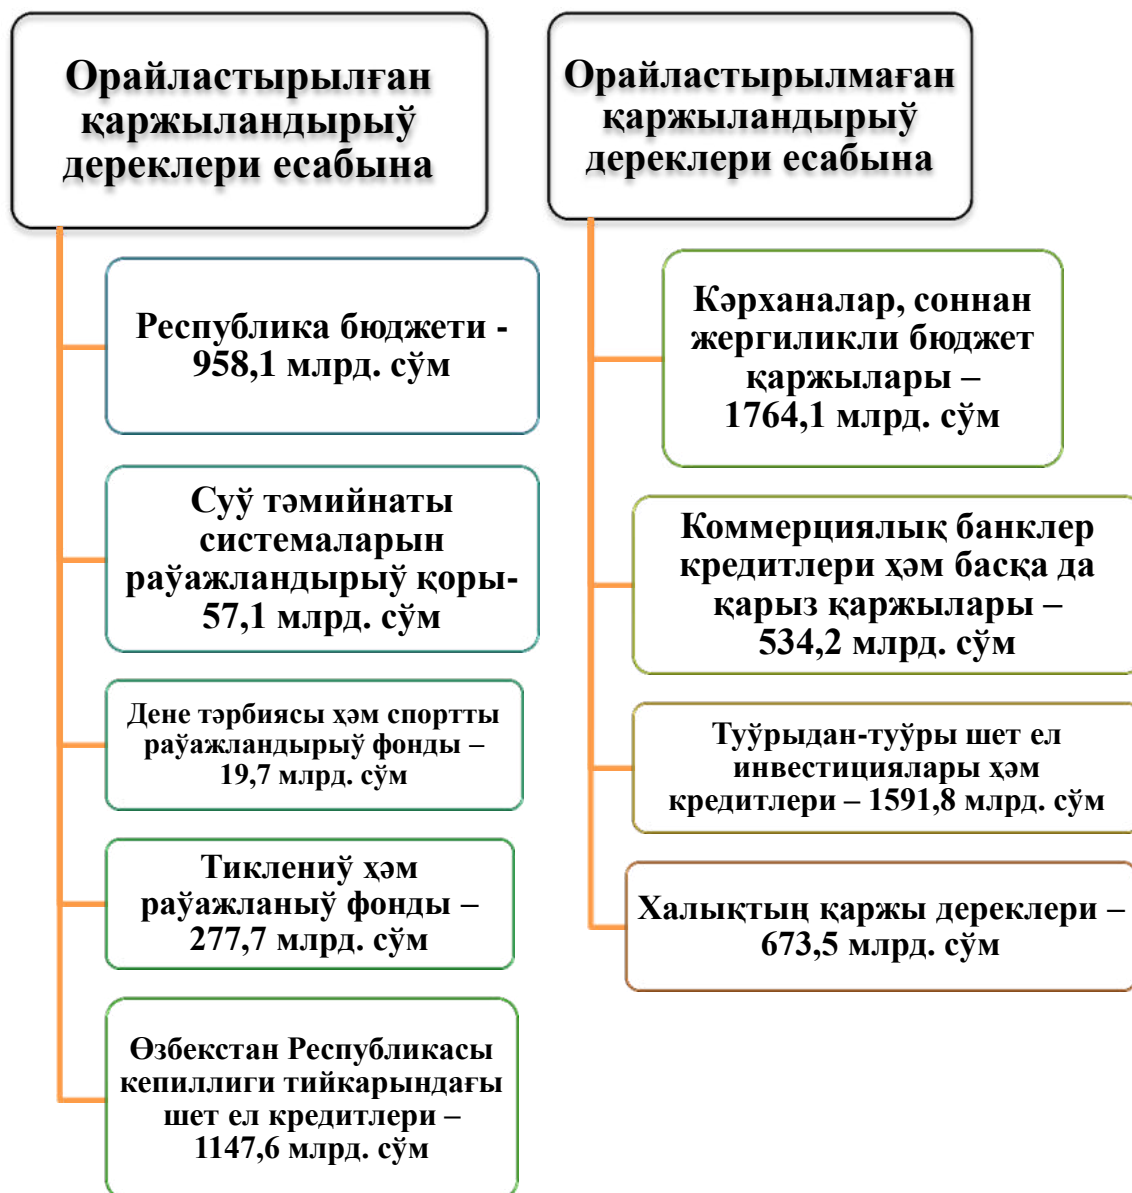 Орайластырылған
қаржыландырыў
дереклери есабына
Республика бюджети -
958,1 млрд. сўм
Суў тәмийнаты
системаларын
раўажландырыў қоры-
57,1 млрд. сўм
Дене тәрбиясы ҳәм спортты
раўажландырыў фонды –
19,7 млрд. сўм
Тиклениў ҳәм
раўажланыў фонды –
277,7 млрд. сўм
Өзбекстан Республикасы
кепиллиги тийкарындағы
шет ел кредитлери –
1147,6 млрд. сўм
Орайластырылмаған
қаржыландырыў
дереклери есабына
Кәрханалар, соннан
жергиликли бюджет
қаржылары –
1764,1 млрд. сўм
Коммерциялық банклер
кредитлери ҳәм басқа да
қарыз қаржылары –
534,2 млрд. сўм
Туўрыдан-туўры шет ел
инвестициялары ҳәм
кредитлери – 1591,8 млрд. сўм
Халықтың қаржы дереклери –
673,5 млрд. сўм